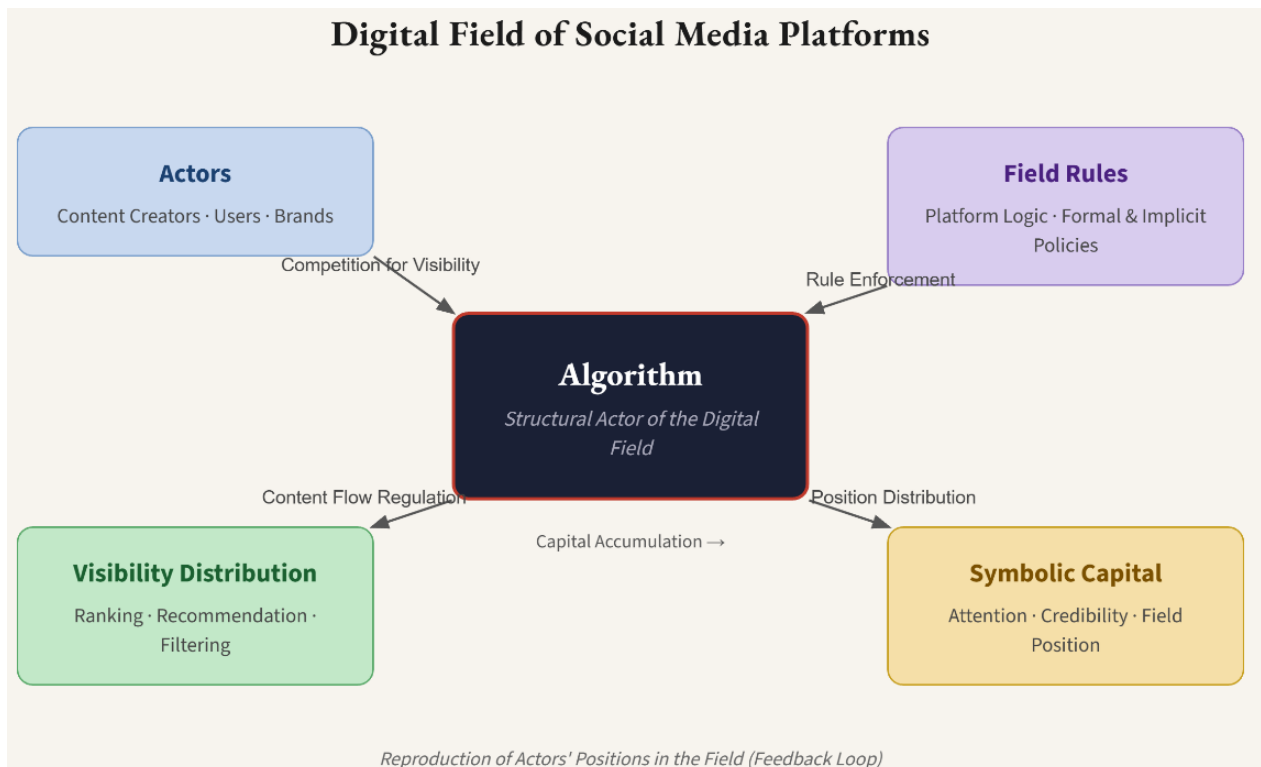 Digital Field of Social Media Platforms
Actors
Content Creators · Users · Brands
Field Rules
Platform Logic · Formal & Implicit
Policies
Competition for Visibility
Rule Enforcement
Algorithm
Structural Actor of the Digital
Field
Content Flow Regulation
Position Distribution
Capital Accumulation →
Visibility Distribution
Ranking · Recommendation ·
Filtering
Symbolic Capital
Attention · Credibility · Field
Position
Reproduction of Actors' Positions in the Field (Feedback Loop)